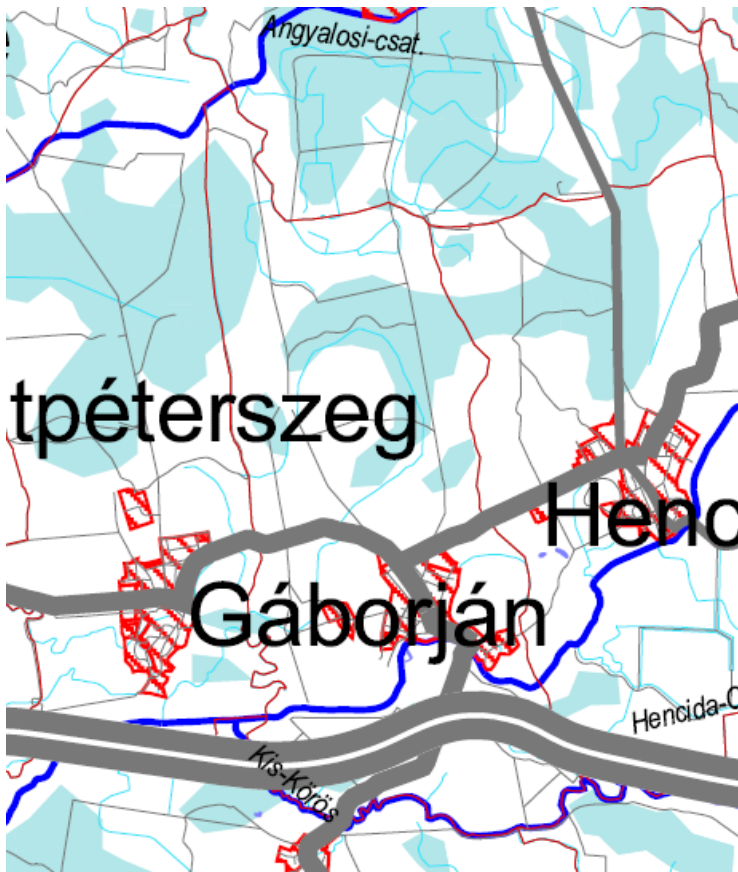 Angyalosi-csat.
tpéterszeg
Henc
Gáborján
Hencida-C
Kis-Körös